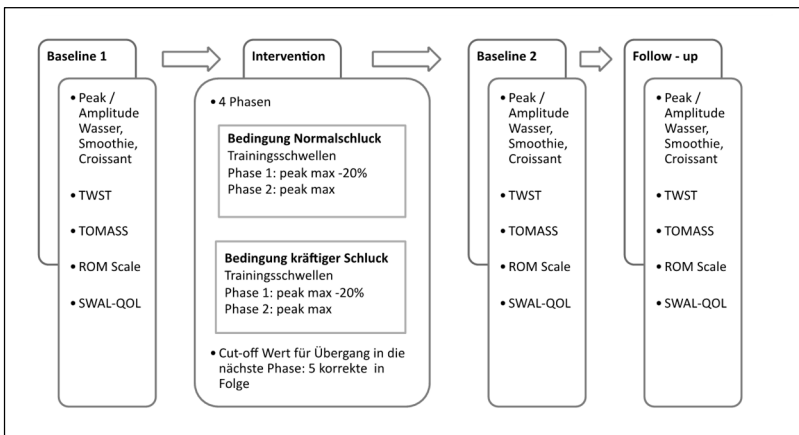 Baseline 1
• Peak /
Amplitude
Wasser,
Smoothie,
Croissant
• TWST
• TOMASS
• ROM Scale
• SWAL-QOL
Intervention
• 4 Phasen
Bedingung Normalschluck
Trainingsschwellen
Phase 1: peak max -20%
Phase 2: peak max
Bedingung kräftiger Schluck
Trainingsschwellen
Phase 1: peak max -20%
Phase 2: peak max
• Cut-off Wert für Übergang in die
nächste Phase: 5 korrekte in
Folge
Baseline 2
• Peak /
Amplitude
Wasser,
Smoothie,
Croissant
• TWST
• TOMASS
• ROM Scale
• SWAL-QOL
Follow - up
• Peak /
Amplitude
Wasser,
Smoothie,
Croissant
• TWST
• TOMASS
• ROM Scale
• SWAL-QOL